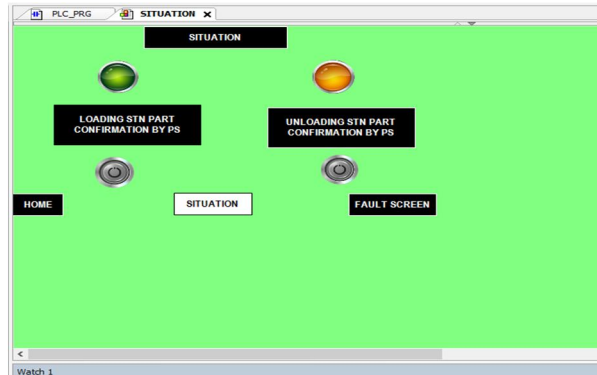 PLC_PRG SITUATION
SITUATION
LOADING STN PART
CONFIRMATION BY PS
UNLOADING STN PART
CONFIRMATION BY PS
HOME SITUATION FAULT SCREEN
Watch 1